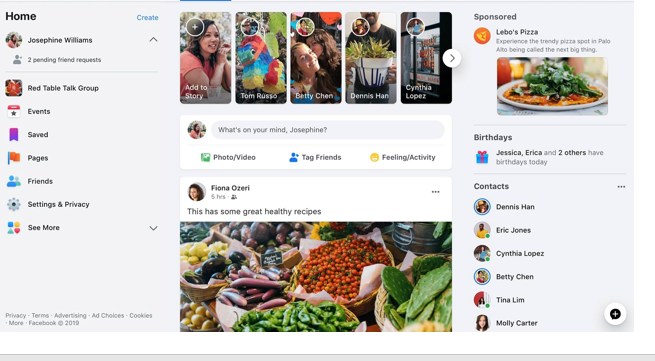 Home
Create
Josephine Williams
2 pending friend requests
Red Table Talk Group
Events
Saved
Pages
Friends
Settings & Privacy
See More
Privacy · Terms · Advertising · Ad Choices · Cookies
· More · Facebook © 2019
Add to
Story
Tom Russo
Betty Chen
Dennis Han
Cynthia
Lopez
What's on your mind, Josephine?
Photo/Video
Tag Friends
Feeling/Activity
Fiona Ozeri
5 hrs ·
This has some great healthy recipes
Sponsored
Lebo's Pizza
Experience the trendy pizza spot in Palo
Alto being called the next big thing.
Birthdays
Jessica, Erica and 2 others have
birthdays today
Contacts
Dennis Han
Eric Jones
Cynthia Lopez
Betty Chen
Tina Lim
Molly Carter